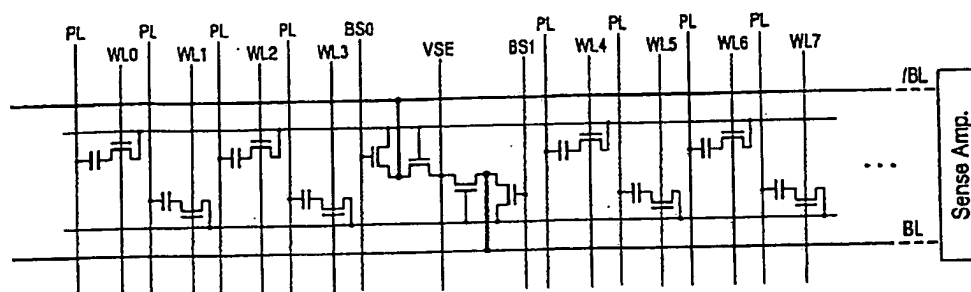 PL WL0 PL WL1 PL WL2 PL WL3 BS0 VSE BS1 PL WL4 PL WL5 PL WL6 PL WL7
/BL
...
BL
Sense Amp.